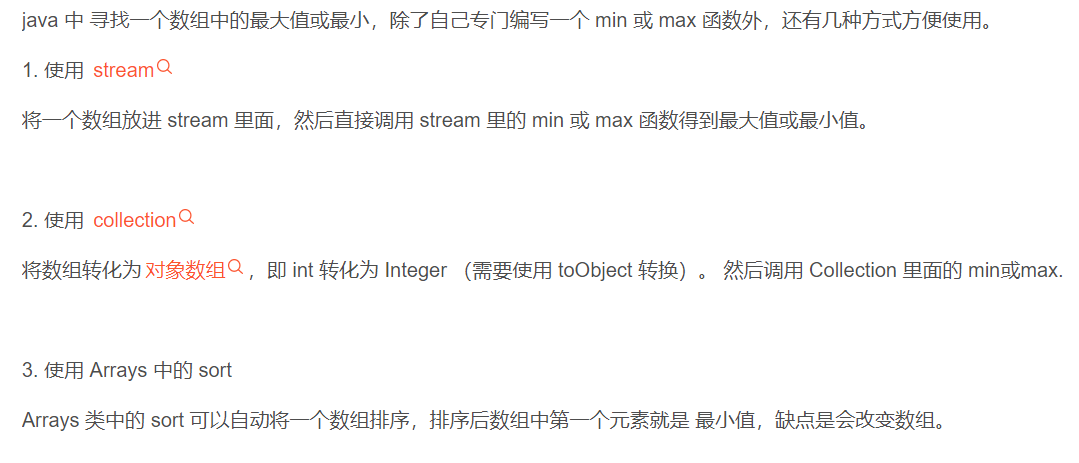 java 中 寻找一个数组中的最大值或最小，除了自己专门编写一个 min 或 max 函数外，还有几种方式方便使用。
1. 使用 stream
将一个数组放进 stream 里面，然后直接调用 stream 里的 min 或 max 函数得到最大值或最小值。
2. 使用 collection
将数组转化为对象数组，即 int 转化为 Integer （需要使用 toObject 转换）。 然后调用 Collection 里面的 min或max.
3. 使用 Arrays 中的 sort
Arrays 类中的 sort 可以自动将一个数组排序，排序后数组中第一个元素就是 最小值，缺点是会改变数组。